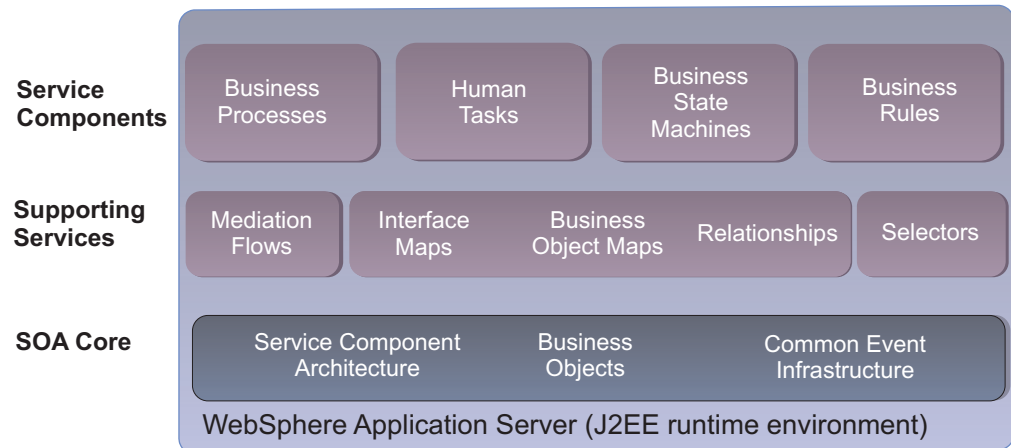 Service
Components
Business
Processes
Human
Tasks
Business
State
Machines
Business
Rules
Supporting
Services
Mediation
Flows
Interface
Maps
Business
Object Maps
Relationships
Selectors
SOA Core
Service Component
Architecture
Business
Objects
Common Event
Infrastructure
WebSphere Application Server (J2EE runtime environment)